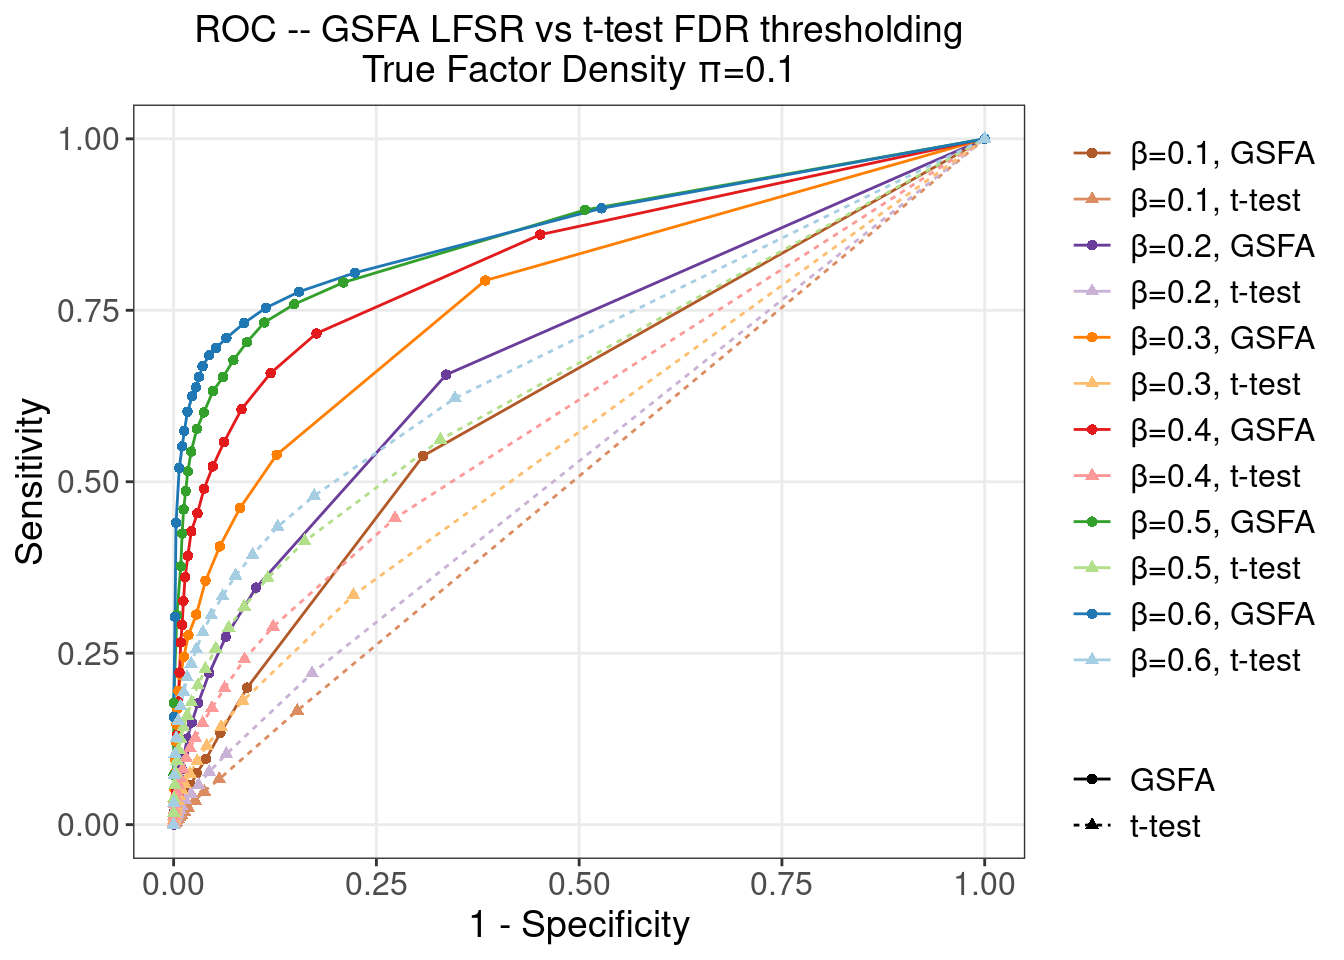 ROC -- GSFA LFSR vs t-test FDR thresholding
True Factor Density π=0.1
1.00
0.75
0.50
0.25
0.00
Sensitivity
0.00 0.25 0.50 0.75 1.00
1 - Specificity
β=0.1, GSFA
β=0.1, t-test
β=0.2, GSFA
β=0.2, t-test
β=0.3, GSFA
β=0.3, t-test
β=0.4, GSFA
β=0.4, t-test
β=0.5, GSFA
β=0.5, t-test
β=0.6, GSFA
β=0.6, t-test
GSFA
t-test